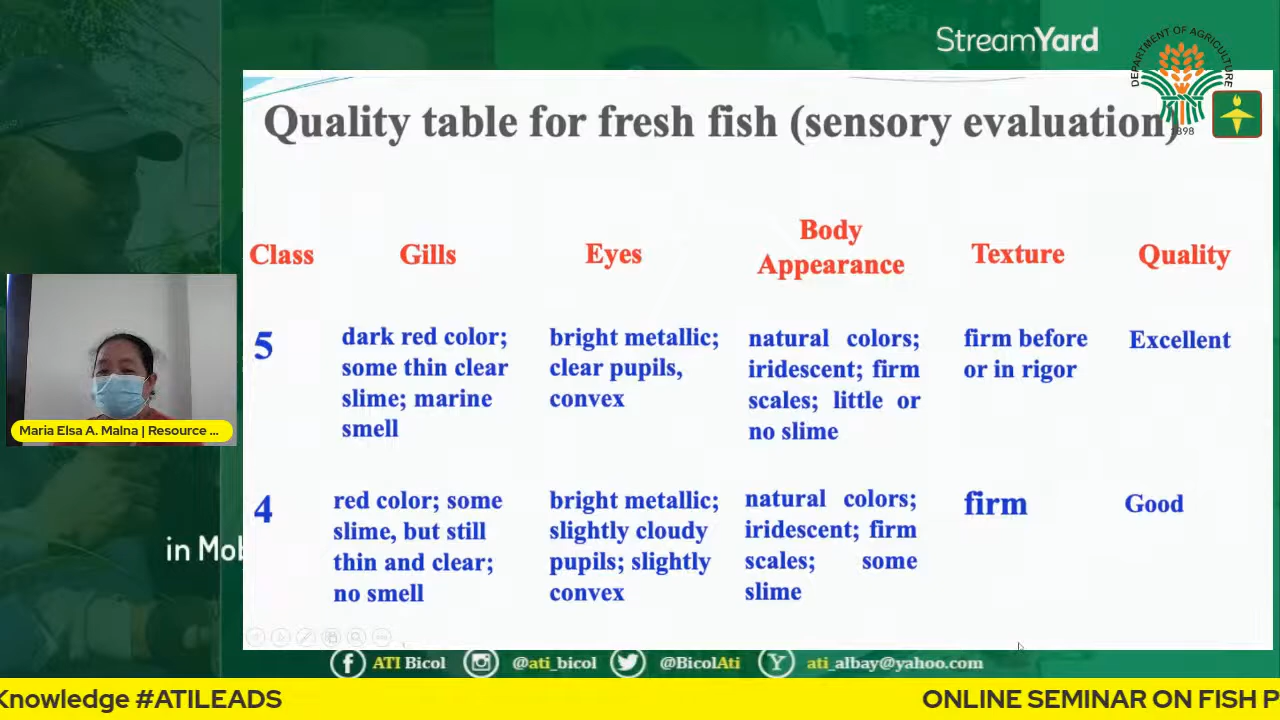 StreamYard
DEPARTMENT OF AGRICULTURE
1898
Quality table for fresh fish (sensory evaluation)
Class
Gills
Eyes
Body
Appearance
Texture
Quality
5
dark red color;
some thin clear
slime; marine
smell
bright metallic;
clear pupils,
convex
natural colors;
iridescent; firm
scales; little or
no slime
firm before
or in rigor
Excellent
4
red color; some
slime, but still
thin and clear;
no smell
bright metallic;
slightly cloudy
pupils; slightly
convex
natural colors;
iridescent; firm
scales; some
slime
firm
Good
Maria Elsa A. Malna | Resource ...
in Mob
ATI Bicol
@ati_bicol
@BicolAti
ati_albay@yahoo.com
Knowledge #ATILEADS
ONLINE SEMINAR ON FISH P